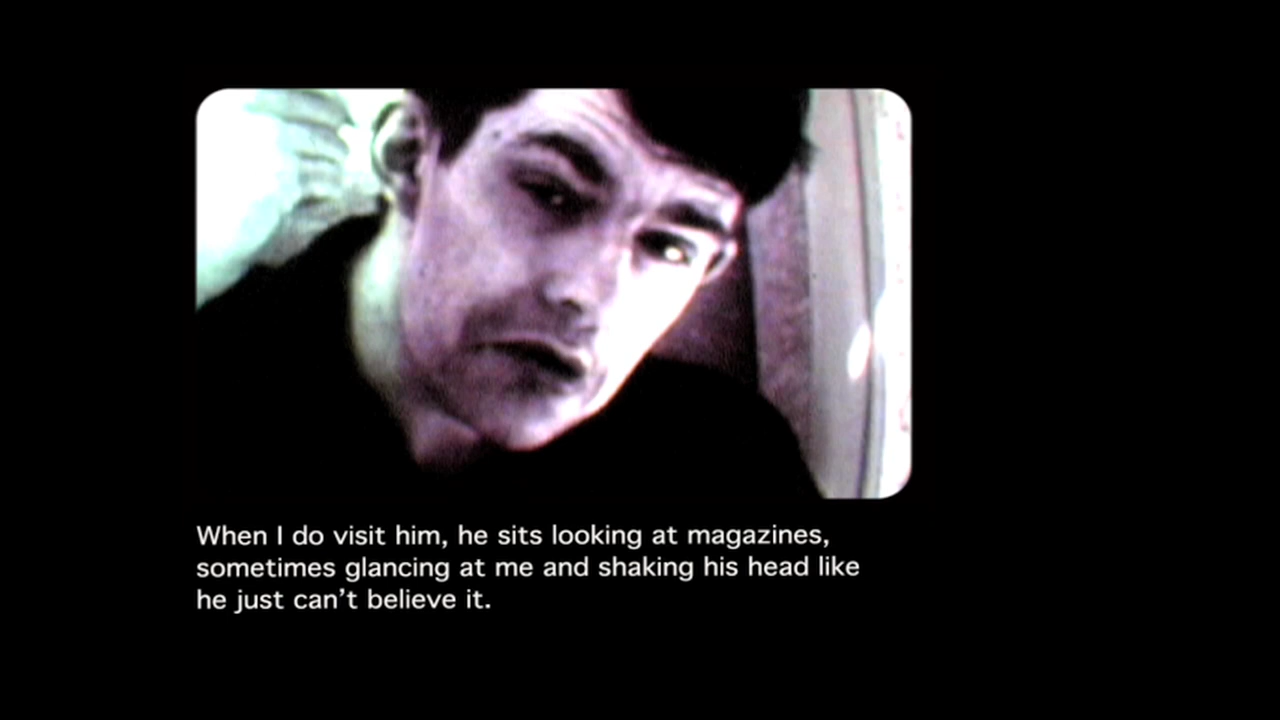 When I do visit him, he sits looking at magazines,
sometimes glancing at me and shaking his head like
he just can’t believe it.